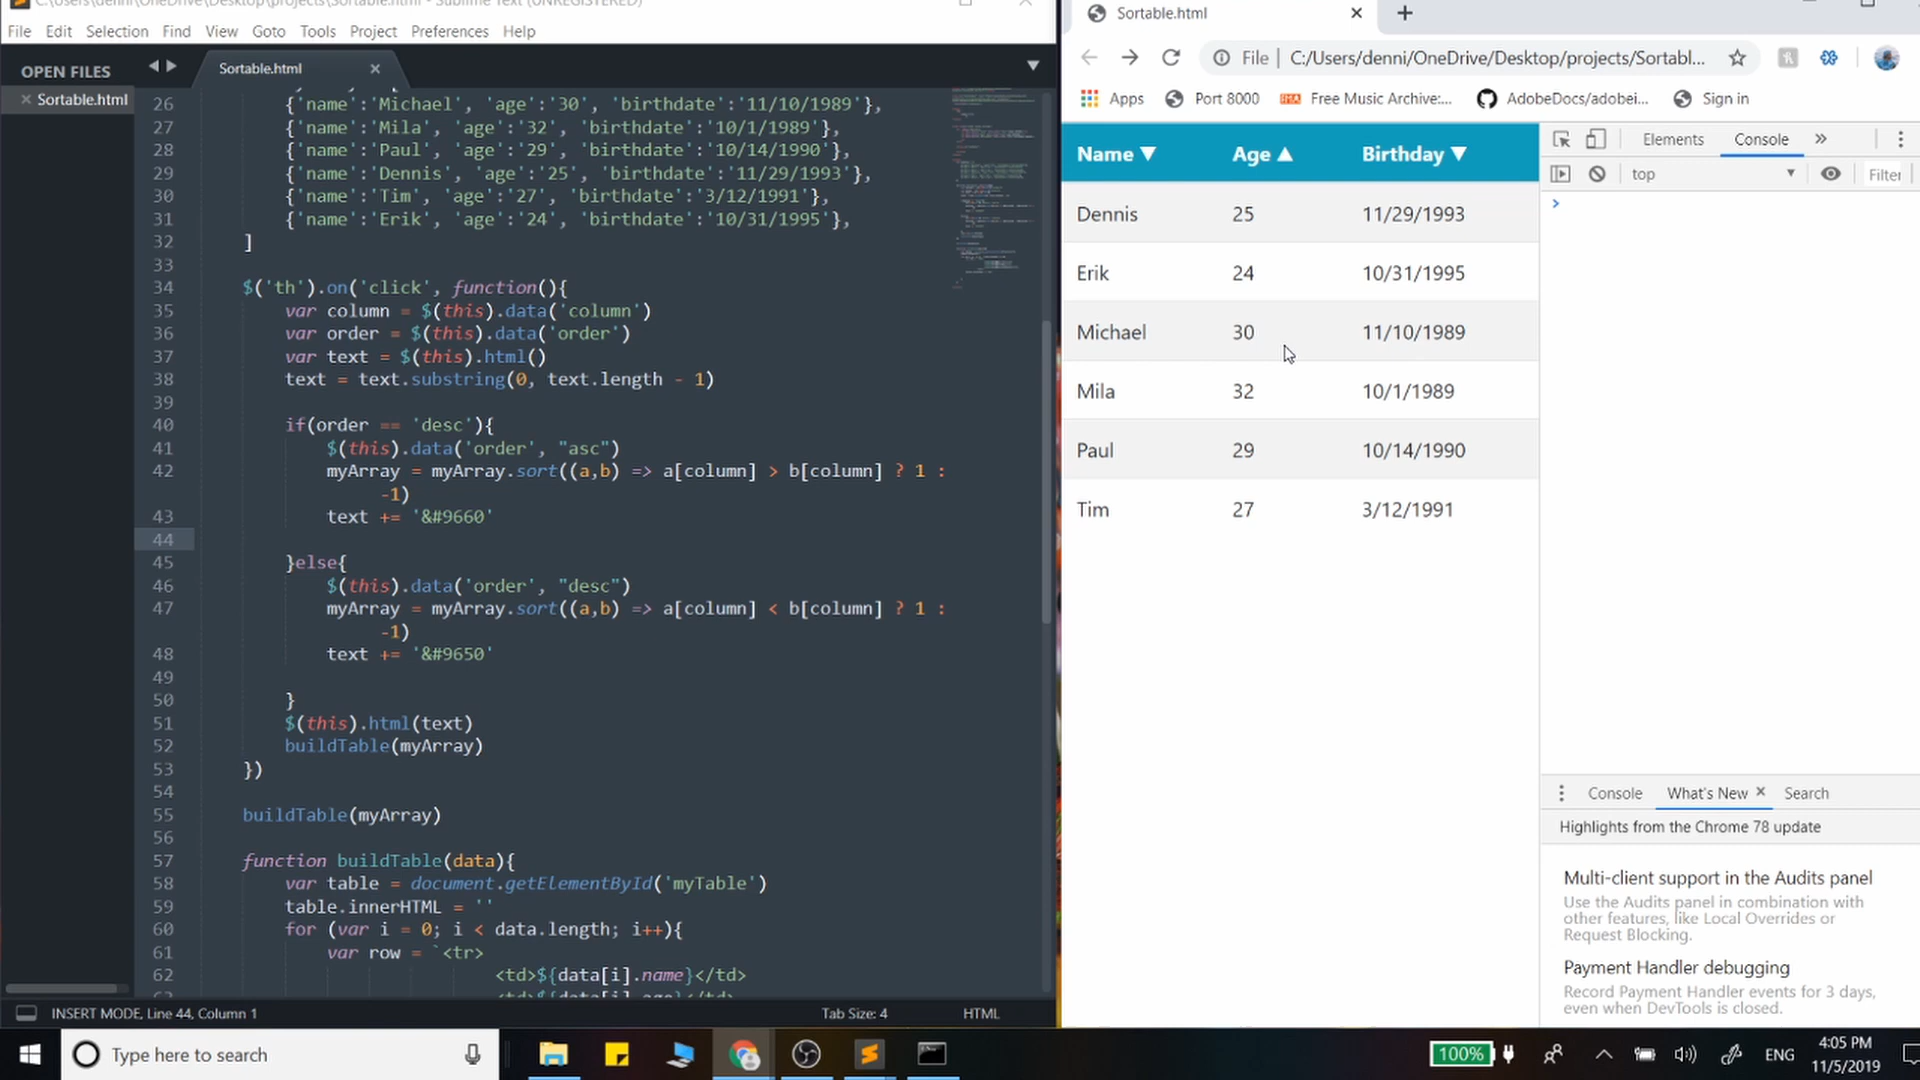 C:\Users\denni\OneDrive\Desktop\projects\Sortable.html - Sublime Text (UNREGISTERED)
File Edit Selection Find View Goto Tools Project Preferences Help
OPEN FILES
× Sortable.html
◀ ▶ Sortable.html × ▼
26 {'name':'Michael', 'age':'30', 'birthdate':'11/10/1989'},
27 {'name':'Mila', 'age':'32', 'birthdate':'10/1/1989'},
28 {'name':'Paul', 'age':'29', 'birthdate':'10/14/1990'},
29 {'name':'Dennis', 'age':'25', 'birthdate':'11/29/1993'},
30 {'name':'Tim', 'age':'27', 'birthdate':'3/12/1991'},
31 {'name':'Erik', 'age':'24', 'birthdate':'10/31/1995'},
32 ]
33
34 $('th').on('click', function(){
35 var column = $(this).data('column')
36 var order = $(this).data('order')
37 var text = $(this).html()
38 text = text.substring(0, text.length - 1)
39
40 if(order == 'desc'){
41 $(this).data('order', "asc")
42 myArray = myArray.sort((a,b) => a[column] > b[column] ? 1 :
-1)
43 text += '&#9660'
44
45 }else{
46 $(this).data('order', "desc")
47 myArray = myArray.sort((a,b) => a[column] < b[column] ? 1 :
-1)
48 text += '&#9650'
49
50 }
51 $(this).html(text)
52 buildTable(myArray)
53 })
54
55 buildTable(myArray)
56
57 function buildTable(data){
58 var table = document.getElementById('myTable')
59 table.innerHTML = ''
60 for (var i = 0; i < data.length; i++){
61 var row = `<tr>
62 <td>${data[i].name}</td>
<td>${data[i].age}</td>
INSERT MODE, Line 44, Column 1 Tab Size: 4 HTML
Sortable.html × +
File | C:/Users/denni/OneDrive/Desktop/projects/Sortabl...
Apps Port 8000 Free Music Archive:... AdobeDocs/adobei... Sign in
Name ▼ Age ▲ Birthday ▼
Dennis 25 11/29/1993
Erik 24 10/31/1995
Michael 30 11/10/1989
Mila 32 10/1/1989
Paul 29 10/14/1990
Tim 27 3/12/1991
Elements Console »
top ▼ Filter
>
Console What's New × Search
Highlights from the Chrome 78 update
Multi-client support in the Audits panel
Use the Audits panel in combination with
other features, like Local Overrides or
Request Blocking.
Payment Handler debugging
Record Payment Handler events for 3 days,
even when DevTools is closed.
Type here to search
100% ENG
4:05 PM
11/5/2019